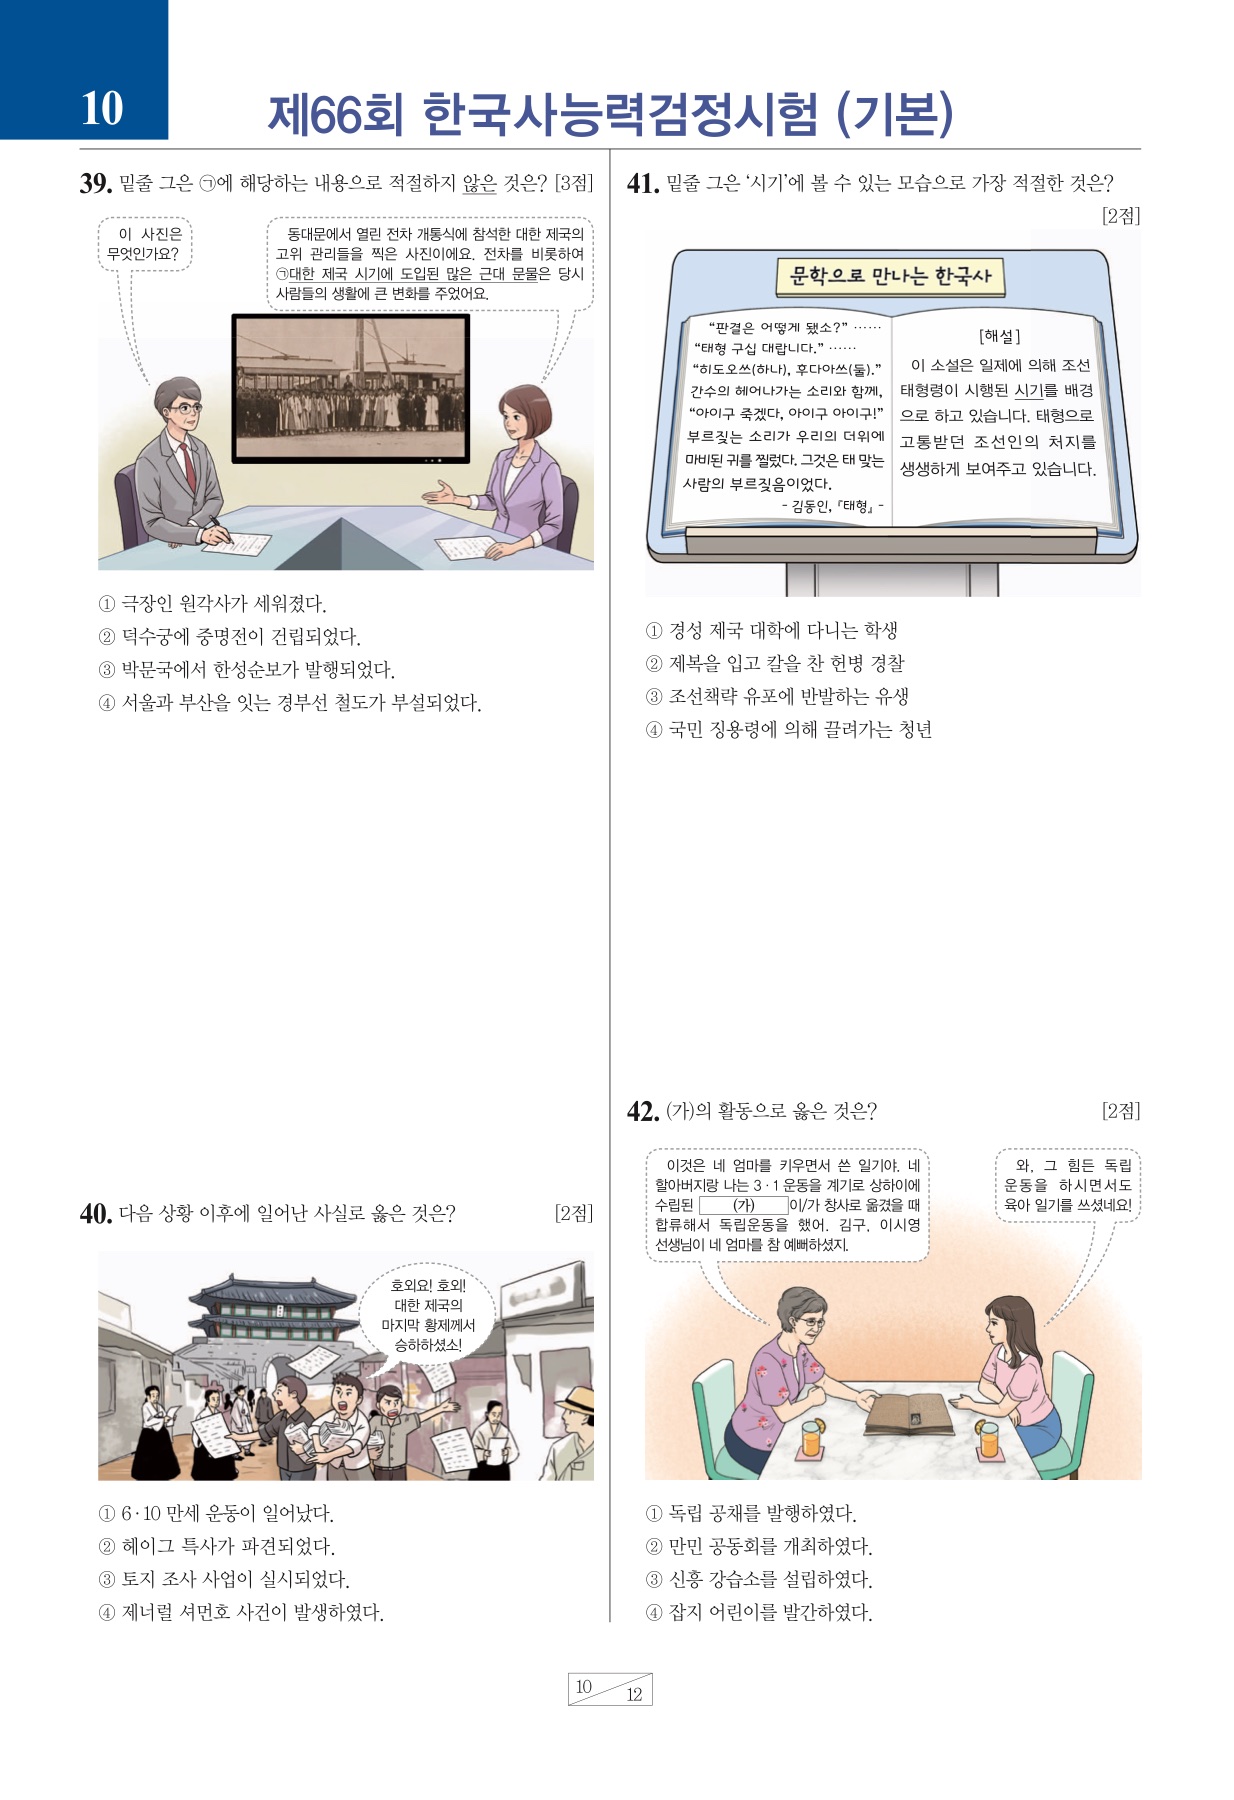 10
제66회 한국사능력검정시험 (기본)
39. 밑줄 그은 ㉠에 해당하는 내용으로 적절하지 않은 것은? [3점]
이 사진은
무엇인가요?
동대문에서 열린 전차 개통식에 참석한 대한 제국의
고위 관리들을 찍은 사진이에요. 전차를 비롯하여
㉠대한 제국 시기에 도입된 많은 근대 문물은 당시
사람들의 생활에 큰 변화를 주었어요.
① 극장인 원각사가 세워졌다.
② 덕수궁에 중명전이 건립되었다.
③ 박문국에서 한성순보가 발행되었다.
④ 서울과 부산을 잇는 경부선 철도가 부설되었다.
40. 다음 상황 이후에 일어난 사실로 옳은 것은? [2점]
호외요! 호외!
대한 제국의
마지막 황제께서
승하하셨소!
① 6·10 만세 운동이 일어났다.
② 헤이그 특사가 파견되었다.
③ 토지 조사 사업이 실시되었다.
④ 제너럴 셔먼호 사건이 발생하였다.
41. 밑줄 그은 ‘시기’에 볼 수 있는 모습으로 가장 적절한 것은?
[2점]
문학으로 만나는 한국사
“판결은 어떻게 됐소?” ……
“태형 구십 대랍니다.” ……
“히도오쓰(하나), 후다아쓰(둘).”
간수의 헤어나가는 소리와 함께,
“아이구 죽겠다, 아이구 아이구!”
부르짖는 소리가 우리의 더위에
마비된 귀를 찔렀다. 그것은 태 맞는
사람의 부르짖음이었다.
- 김동인, 『태형』 -
[해설]
이 소설은 일제에 의해 조선
태형령이 시행된 시기를 배경
으로 하고 있습니다. 태형으로
고통받던 조선인의 처지를
생생하게 보여주고 있습니다.
① 경성 제국 대학에 다니는 학생
② 제복을 입고 칼을 찬 헌병 경찰
③ 조선책략 유포에 반발하는 유생
④ 국민 징용령에 의해 끌려가는 청년
42. (가)의 활동으로 옳은 것은? [2점]
이것은 네 엄마를 키우면서 쓴 일기야. 네
할아버지랑 나는 3·1 운동을 계기로 상하이에
수립된 (가) 이/가 창사로 옮겼을 때
합류해서 독립운동을 했어. 김구, 이시영
선생님이 네 엄마를 참 예뻐하셨지.
와, 그 힘든 독립
운동을 하시면서도
육아 일기를 쓰셨네요!
① 독립 공채를 발행하였다.
② 만민 공동회를 개최하였다.
③ 신흥 강습소를 설립하였다.
④ 잡지 어린이를 발간하였다.
10
12